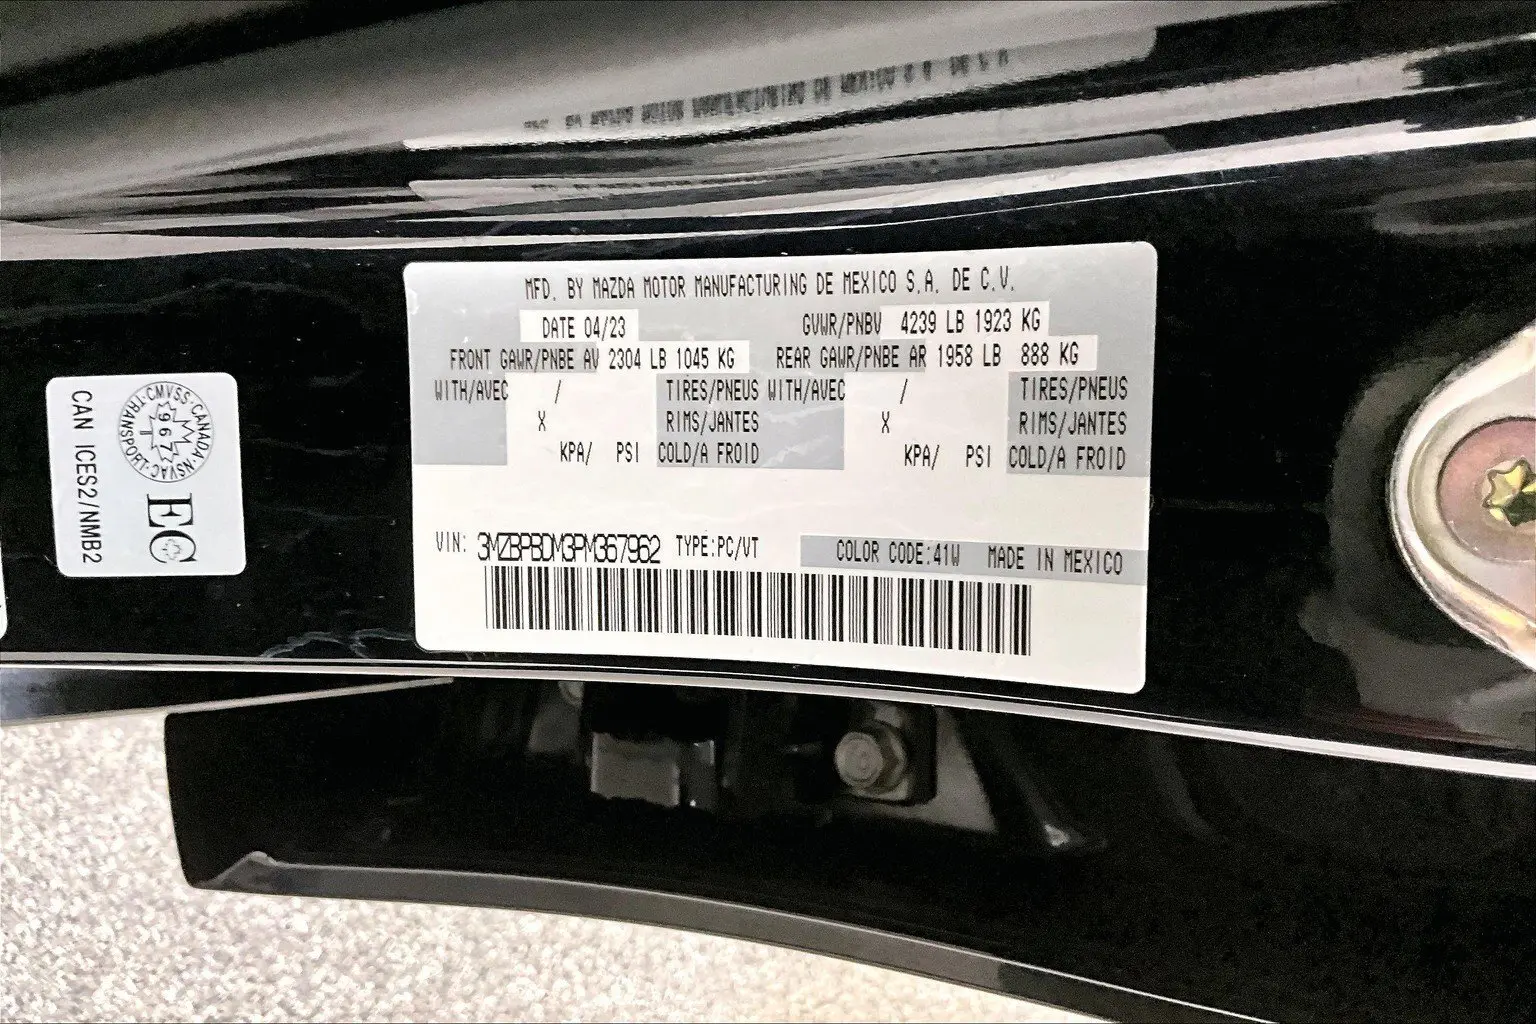 MFD. BY MAZDA MOTOR MANUFACTURING DE MEXICO S.A. DE C.V.
DATE 04/23 GVWR/PNBV 4239 LB 1923 KG
FRONT GAWR/PNBE AV 2304 LB 1045 KG REAR GAWR/PNBE AR 1958 LB 888 KG
WITH/AVEC / TIRES/PNEUS WITH/AVEC / TIRES/PNEUS
X RIMS/JANTES X RIMS/JANTES
KPA/ PSI COLD/A FROID KPA/ PSI COLD/A FROID
VIN: 3MZBPBDM3PM367962 TYPE:PC/VT COLOR CODE:41W MADE IN MEXICO
CANADA
TRANSPORT
CMVSS
NSVAC
967
EC
CAN ICES2/NMB2